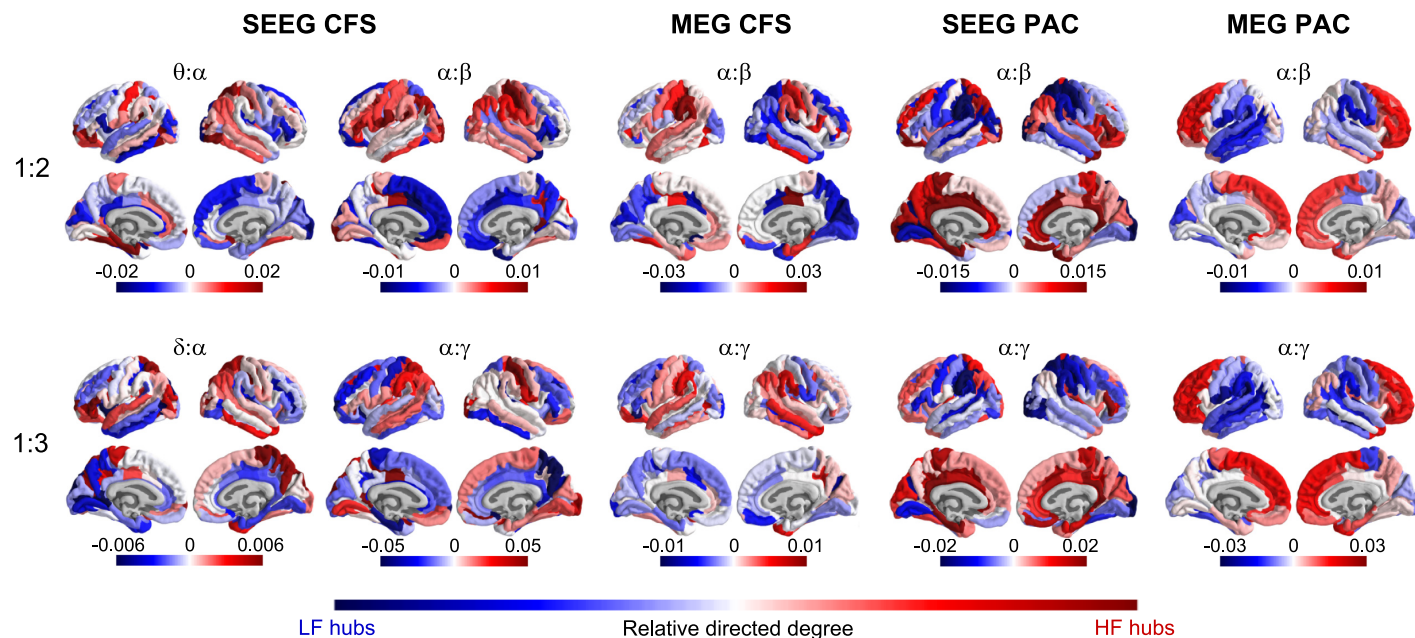 SEEG CFS MEG CFS SEEG PAC MEG PAC
θ:α α:β α:β α:β α:β
1:2
-0.02 0 0.02 -0.01 0 0.01 -0.03 0 0.03 -0.015 0 0.015 -0.01 0 0.01
δ:α α:γ α:γ α:γ α:γ
1:3
-0.006 0 0.006 -0.05 0 0.05 -0.01 0 0.01 -0.02 0 0.02 -0.03 0 0.03
LF hubs Relative directed degree HF hubs